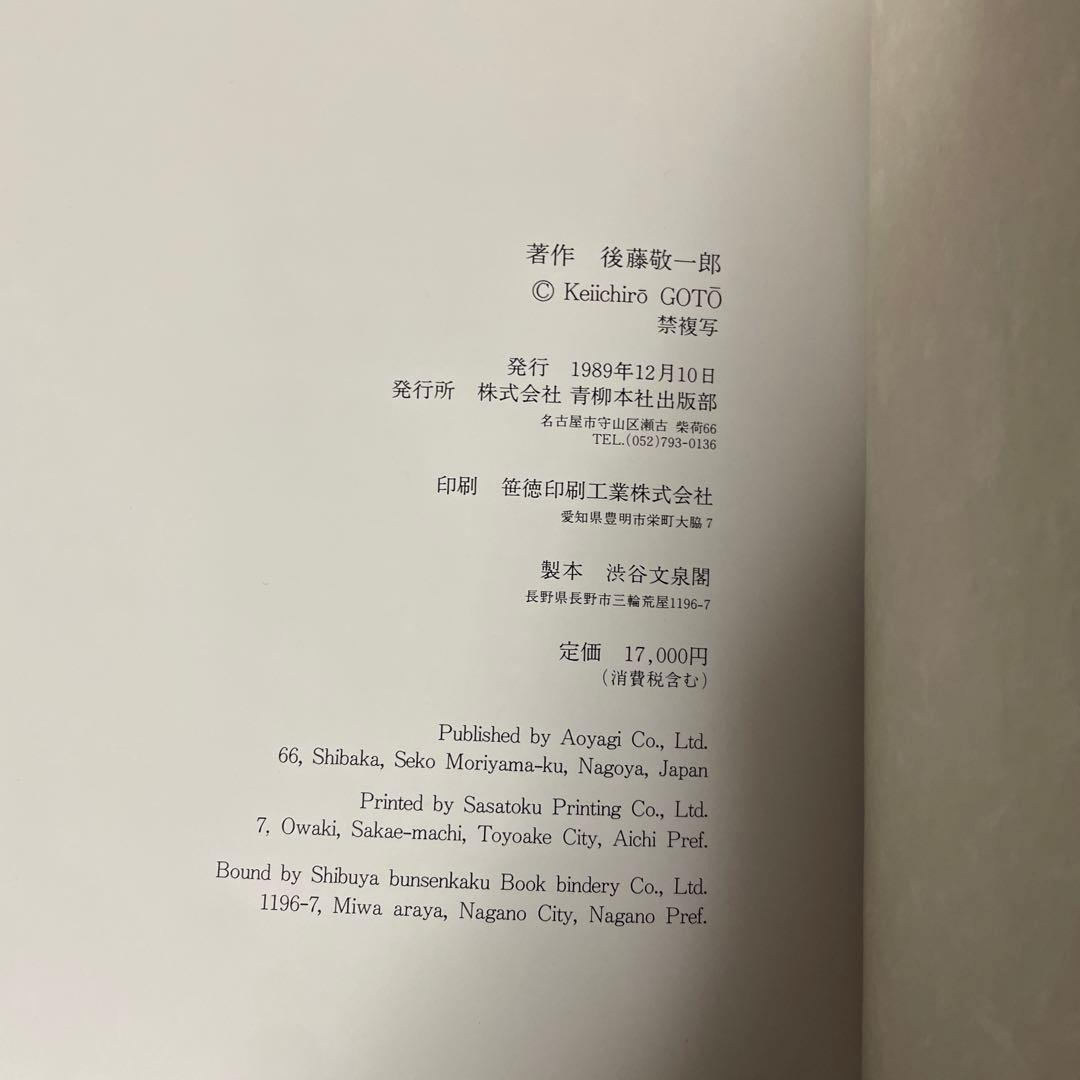 著作　後藤敬一郎
© Keiichirō GOTŌ
禁複写
発行　1989年12月10日
発行所　株式会社 青柳本社出版部
名古屋市守山区瀬古 柴荷66
TEL.(052)793-0136
印刷　笹徳印刷工業株式会社
愛知県豊明市栄町大脇 7
製本　渋谷文泉閣
長野県長野市三輪荒屋1196-7
定価　17,000円
（消費税含む）
Published by Aoyagi Co., Ltd.
66, Shibaka, Seko Moriyama-ku, Nagoya, Japan
Printed by Sasatoku Printing Co., Ltd.
7, Owaki, Sakae-machi, Toyoake City, Aichi Pref.
Bound by Shibuya bunsenkaku Book bindery Co., Ltd.
1196-7, Miwa araya, Nagano City, Nagano Pref.